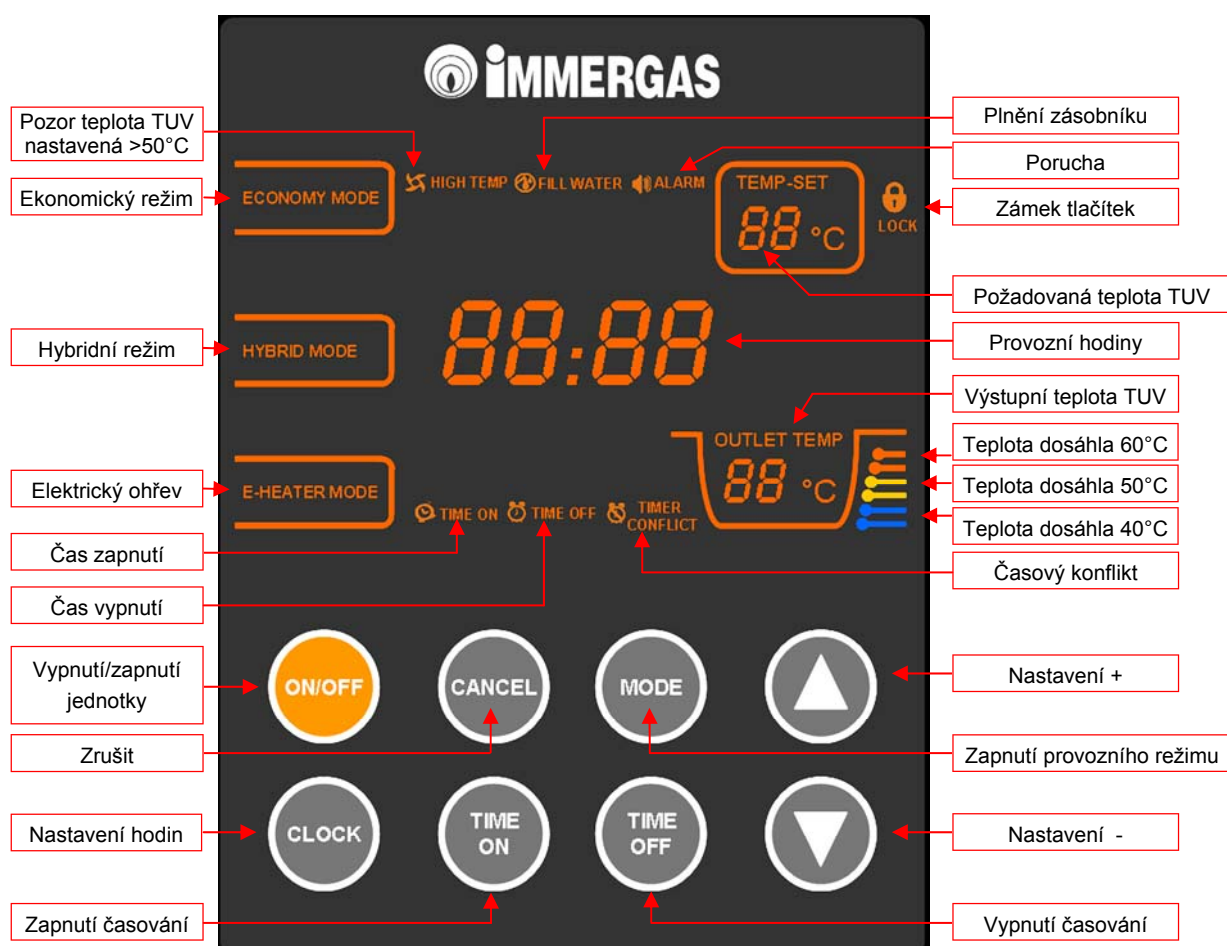 iMMERGAS
Pozor teplota TUV
nastavená >50°C
Plnění zásobníku
Porucha
HIGH TEMP
FILL WATER
ALARM
TEMP-SET
88 °C
LOCK
Ekonomický režim
ECONOMY MODE
Zámek tlačítek
Požadovaná teplota TUV
Hybridní režim
HYBRID MODE
88:88
Provozní hodiny
Výstupní teplota TUV
OUTLET TEMP
88 °C
Teplota dosáhla 60°C
Teplota dosáhla 50°C
Teplota dosáhla 40°C
Elektrický ohřev
E-HEATER MODE
TIME ON
TIME OFF
TIMER
CONFLICT
Čas zapnutí
Časový konflikt
Čas vypnutí
Vypnutí/zapnutí
jednotky
ON/OFF
CANCEL
MODE
Nastavení +
Zrušit
Zapnutí provozního režimu
Nastavení hodin
CLOCK
TIME
ON
TIME
OFF
Nastavení -
Zapnutí časování
Vypnutí časování